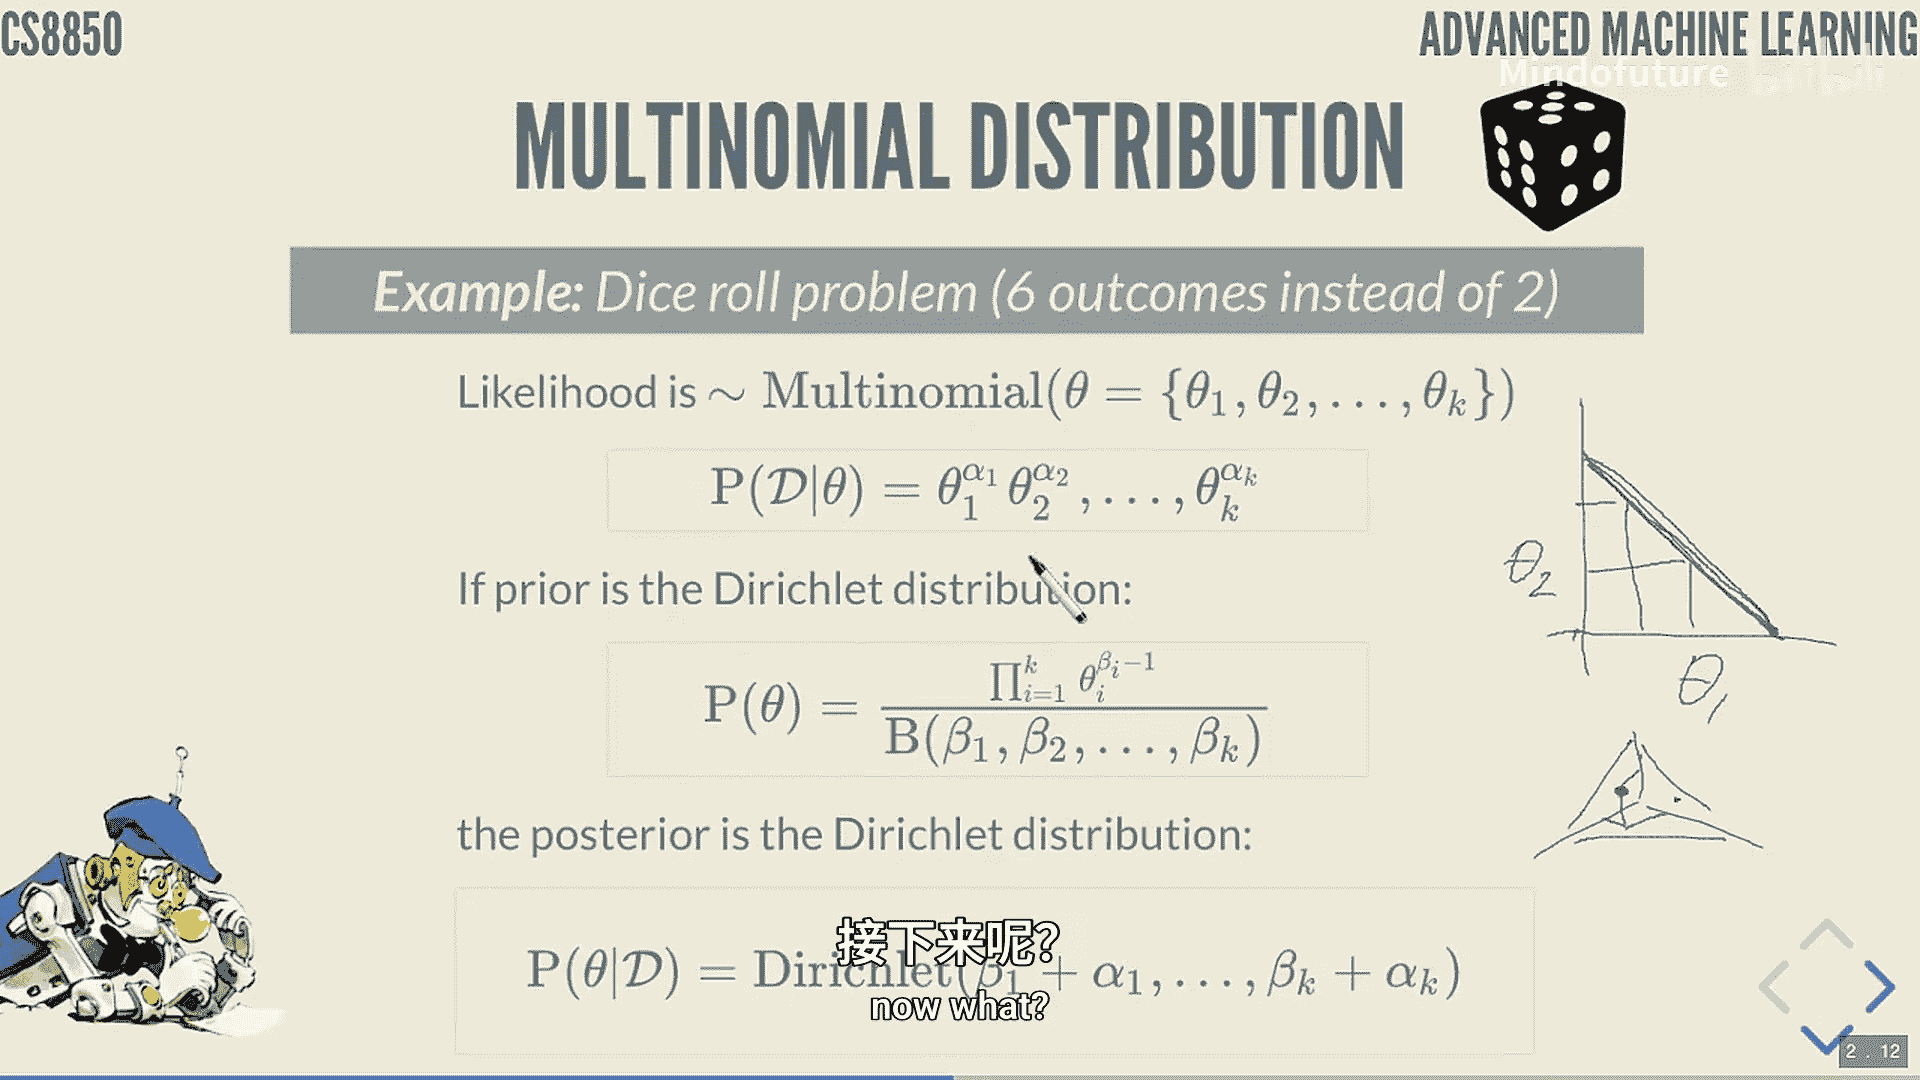 CS8850
ADVANCED MACHINE LEARNING
Mindofuture
MULTINOMIAL DISTRIBUTION
Example: Dice roll problem (6 outcomes instead of 2)
Likelihood is ∼ Multinomial(θ = {θ₁, θ₂, . . . , θₖ})
P(𝒟|θ) = θ₁^α₁ θ₂^α₂ , . . . , θₖ^αₖ
If prior is the Dirichlet distribution:
P(θ) = ∏ᵢ₌₁ᵏ θᵢ^(βᵢ−1) / B(β₁, β₂, . . . , βₖ)
θ₂
θ₁
the posterior is the Dirichlet distribution:
P(θ|𝒟) = Dirichlet(β₁ + α₁, . . . , βₖ + αₖ)
接下来呢?
now what?
2 . 12